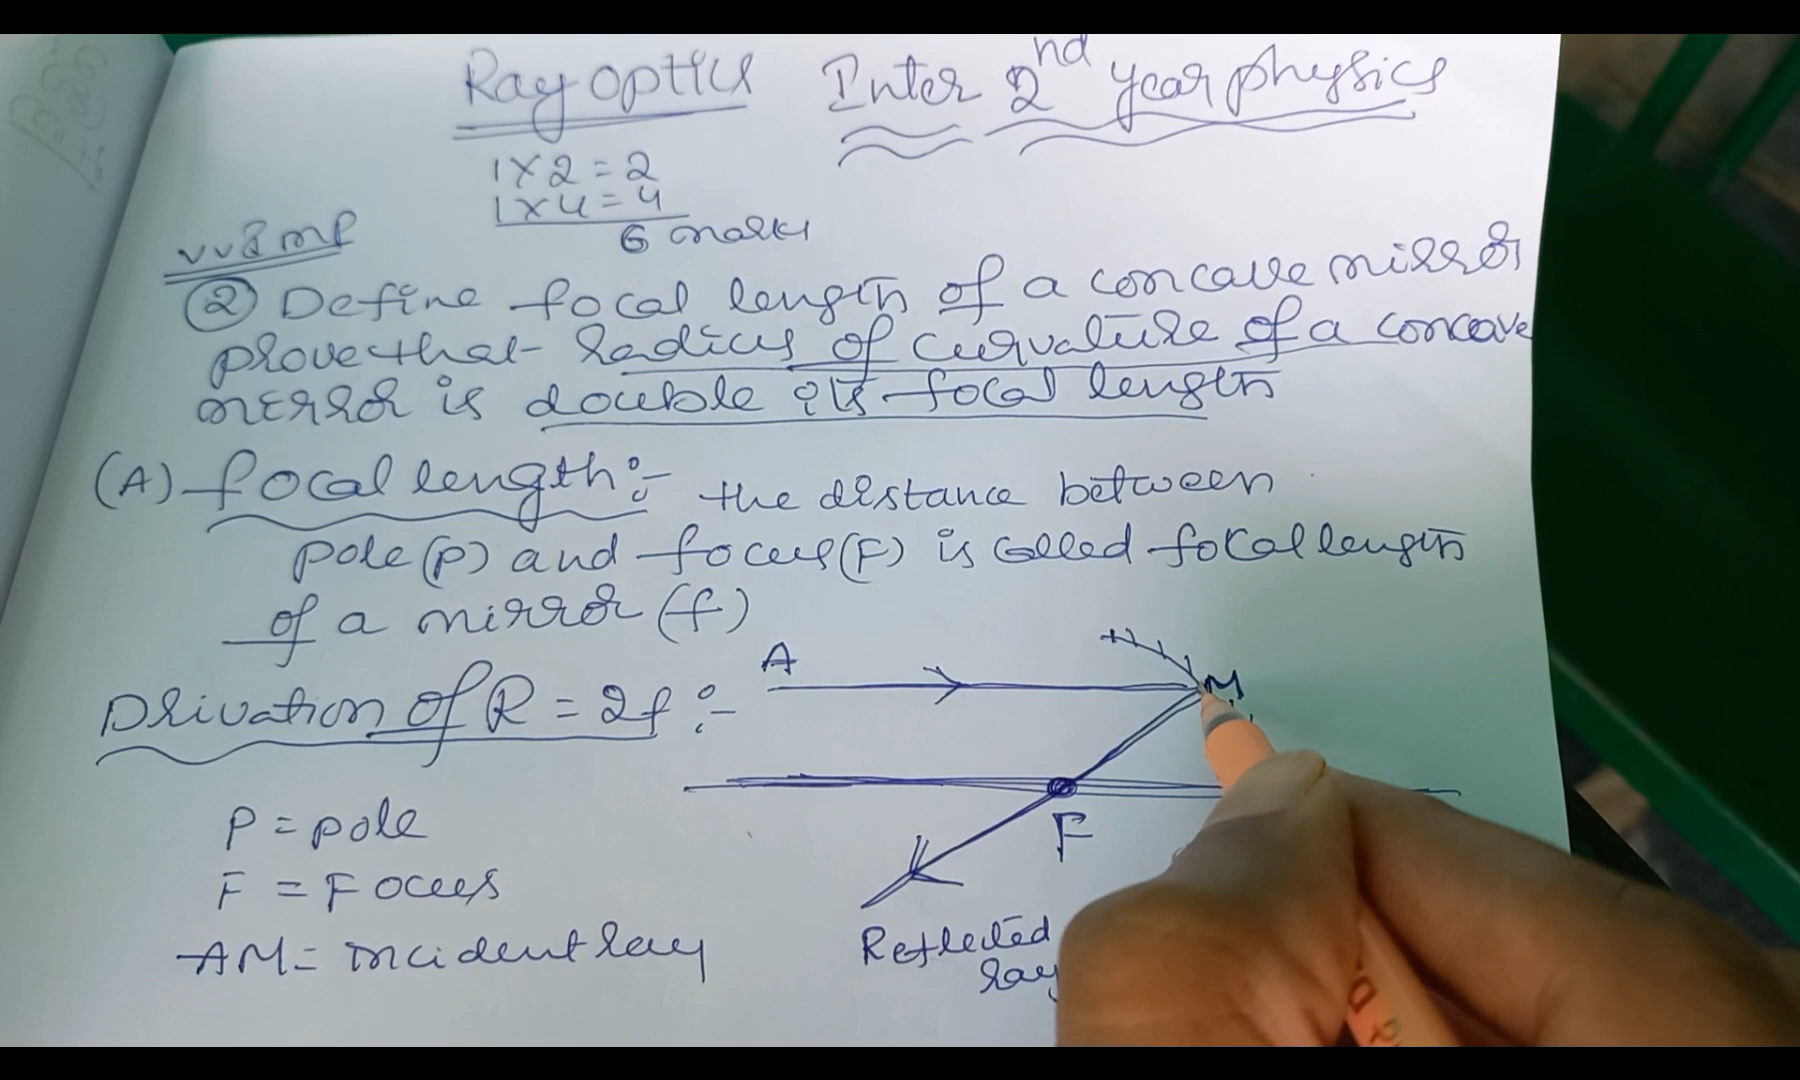 Ray optics Inter 2nd year physics
1 x 2 = 2
1 x 4 = 4
6 marks
vvimp
(2) Define focal length of a concave mirror
prove that radius of curvature of a concave
mirror is double its focal length
(A) focal length :- the distance between
pole (P) and focus (F) is called focal length
of a mirror (f)
A
M
Drivation of R = 2f :-
P = pole
F
F = Focus
AM = incident ray
Reflected
ray